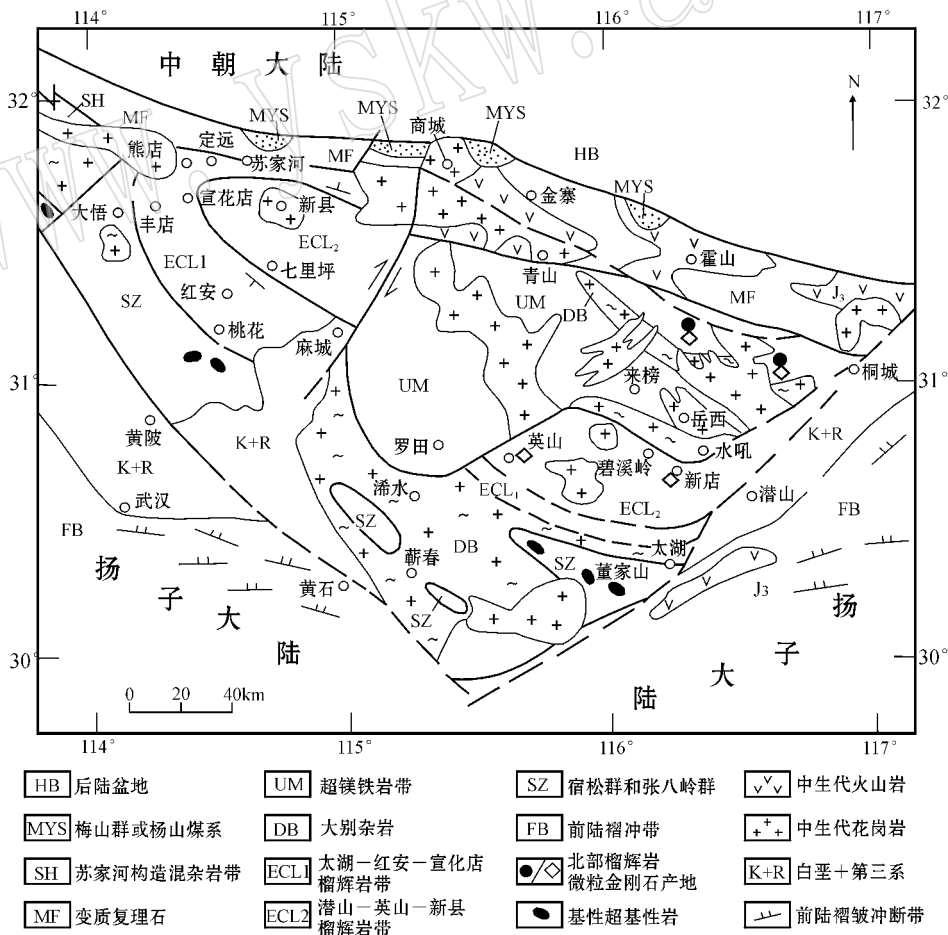 114°
115°
116°
117°
中朝大陆
32°
32°
N
SH
MF
MYS
MYS
商城
MYS
HB
定远
熊店
苏家河
MF
金寨
MYS
大悟
丰店
宣花店
新县
霍山
ECL1
ECL₂
七里坪
青山
MF
J₃
SZ
红安
UM
DB
桃花
麻城
31°
31°
桐城
UM
来榜
岳西
黄陂
K+R
罗田
英山
水吼
K+R
K+R
碧溪岭
武汉
浠水
ECL₁
新店
潜山
FB
SZ
ECL₂
FB
DB
太湖
扬子大陆
蕲春
SZ
董家山
黄石
J₃
扬子大陆
SZ
30°
30°
0 20 40km
114°
115°
116°
117°
HB 后陆盆地
UM 超镁铁岩带
SZ 宿松群和张八岭群
中生代火山岩
MYS 梅山群或杨山煤系
DB 大别杂岩
FB 前陆褶冲带
中生代花岗岩
SH 苏家河构造混杂岩带
ECL1 太湖－红安－宣化店
榴辉岩带
北部榴辉岩
微粒金刚石产地
K+R 白垩＋第三系
MF 变质复理石
ECL2 潜山－英山－新县
榴辉岩带
基性超基性岩
前陆褶皱冲断带